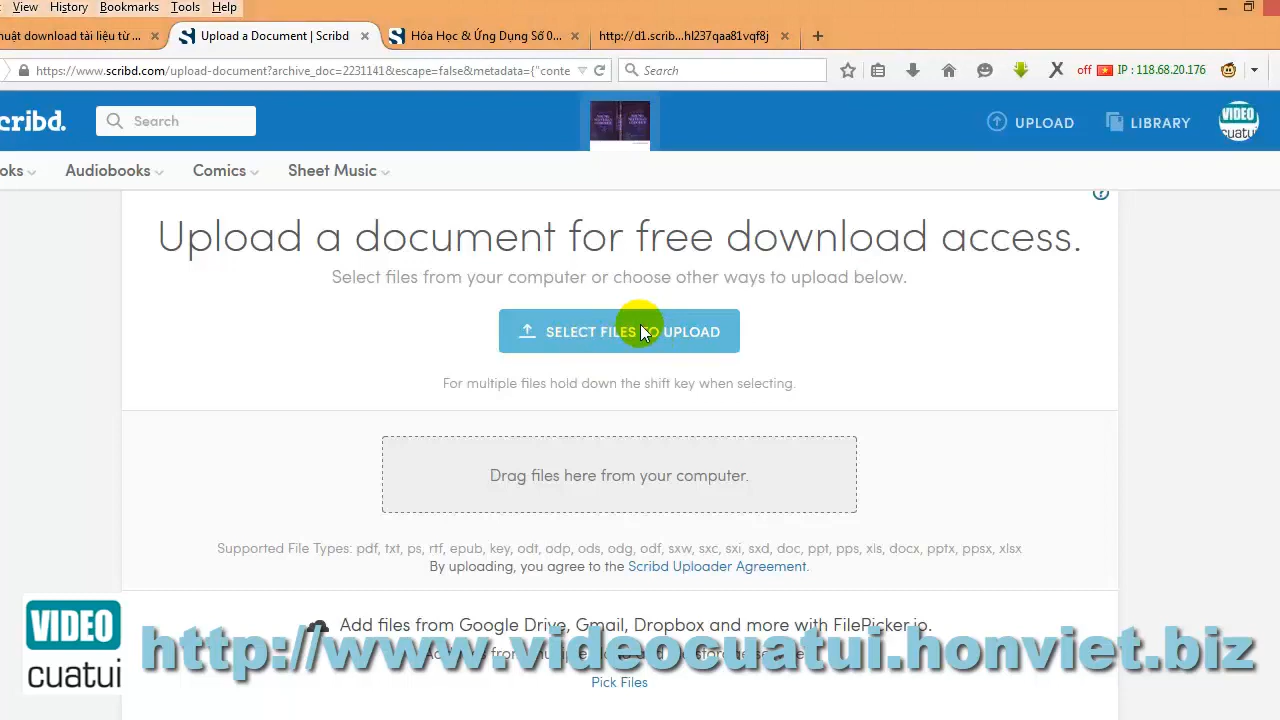 View History Bookmarks Tools Help
huật download tài liệu từ ... Upload a Document | Scribd Hóa Học & Ứng Dụng Số 0... http://d1.scrib...hl237qaa81vqf8j
https://www.scribd.com/upload-document?archive_doc=2231141&escape=false&metadata={"conte Search off IP : 118.68.20.176
cribd. Search UPLOAD LIBRARY VIDEO cuatui
oks Audiobooks Comics Sheet Music
Upload a document for free download access.
Select files from your computer or choose other ways to upload below.
SELECT FILES TO UPLOAD
For multiple files hold down the shift key when selecting.
Drag files here from your computer.
Supported File Types: pdf, txt, ps, rtf, epub, key, odt, adp, ods, odg, odf, sxw, sxc, sxi, sxd, doc, ppt, pps, xls, docx, pptx, ppsx, xlsx
By uploading, you agree to the Scribd Uploader Agreement.
Add files from Google Drive, Gmail, Dropbox and more with FilePicker.io.
VIDEO
cuatui
http://www.videocuatui.honviet.biz
Pick Files